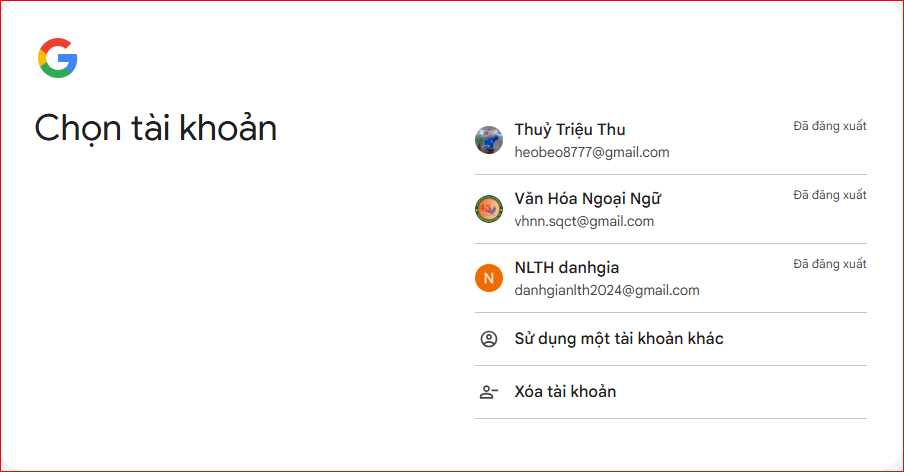 Chọn tài khoản
Thuỷ Triệu Thu
Đã đăng xuất
heobeo8777@gmail.com
Văn Hóa Ngoại Ngữ
Đã đăng xuất
vhnn.sqct@gmail.com
NLTH danhgia
Đã đăng xuất
N
danhgianlth2024@gmail.com
Sử dụng một tài khoản khác
Xóa tài khoản